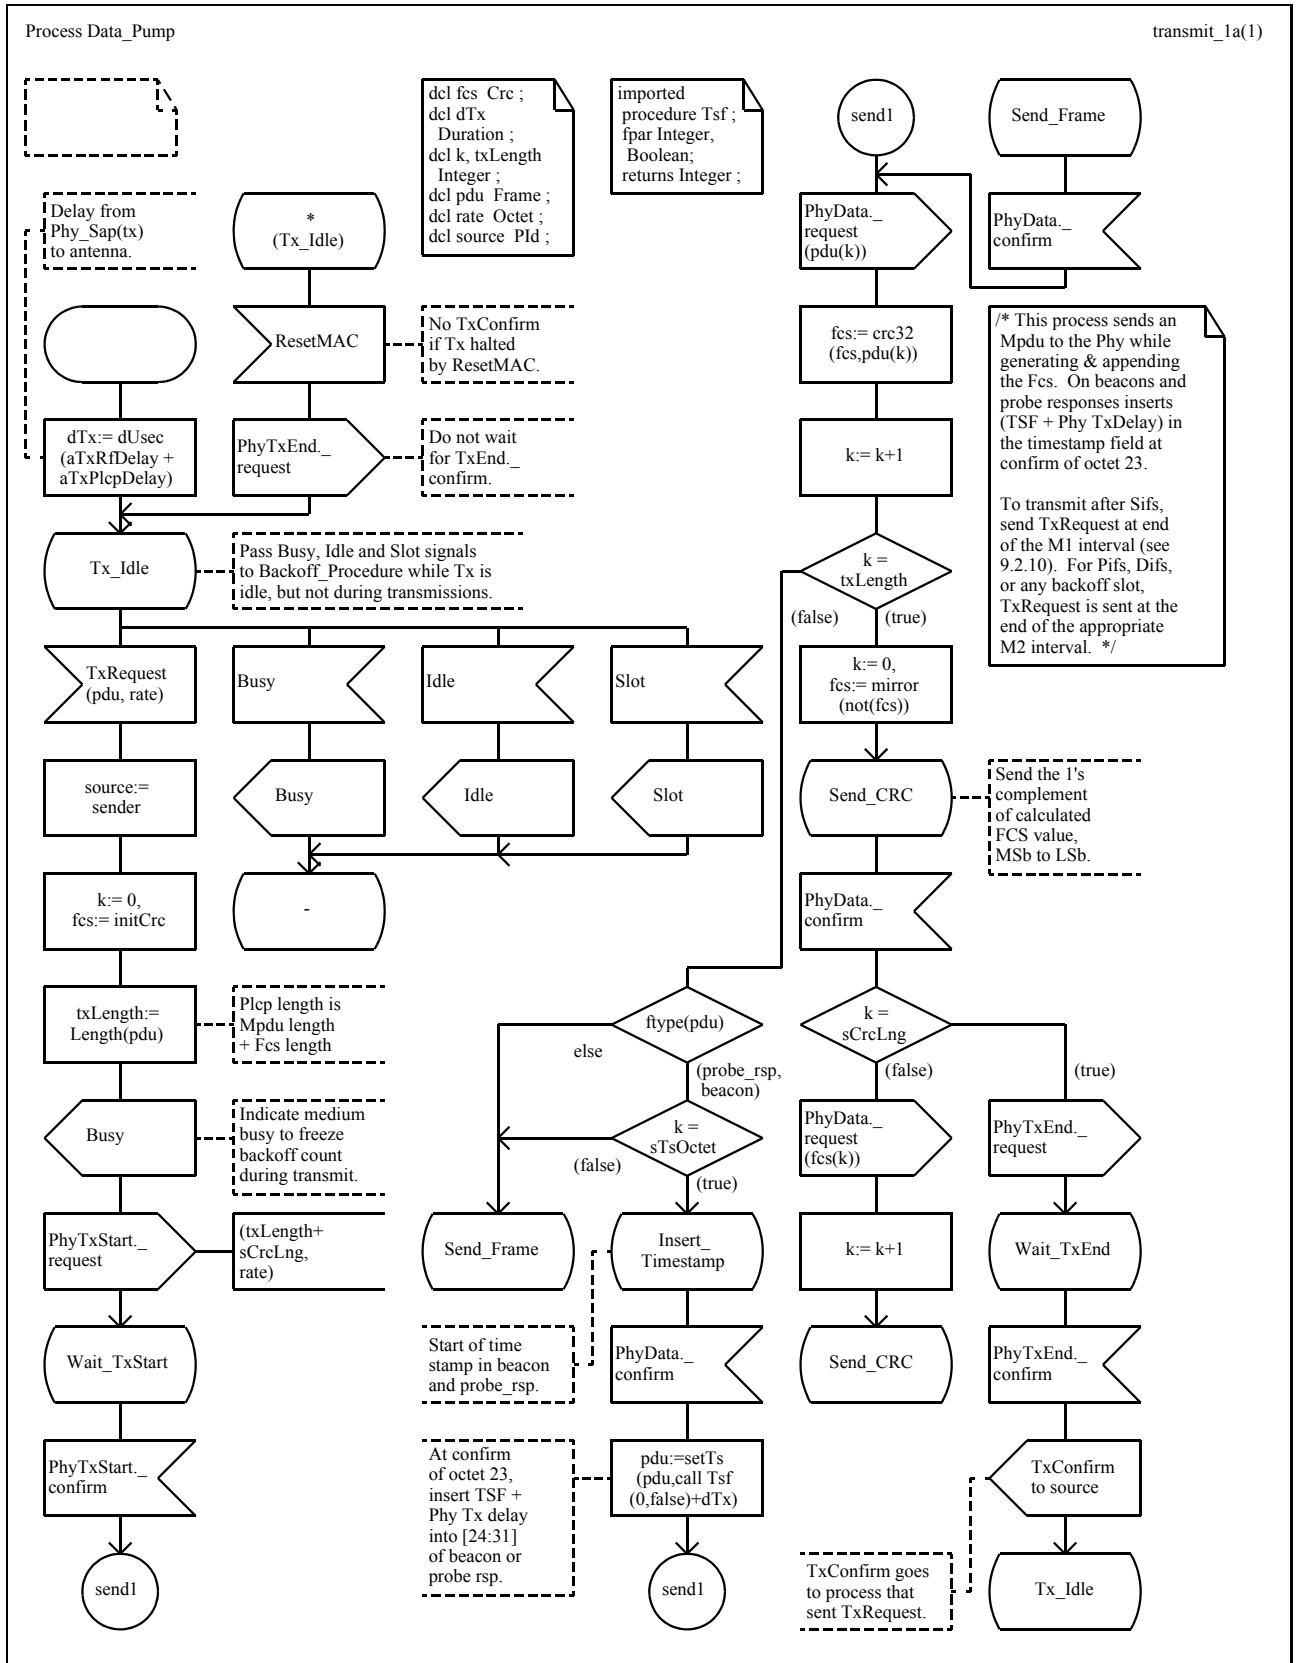 Process Data_Pump
transmit_1a(1)
dcl fcs Crc ;
dcl dTx
Duration ;
dcl k, txLength
Integer ;
dcl pdu Frame ;
dcl rate Octet ;
dcl source PId ;
imported
procedure Tsf ;
fpar Integer,
Boolean;
returns Integer ;
send1
Send_Frame
Delay from
Phy_Sap(tx)
to antenna.
*
(Tx_Idle)
PhyData._
request
(pdu(k))
PhyData._
confirm
ResetMAC
No TxConfirm
if Tx halted
by ResetMAC.
fcs:= crc32
(fcs,pdu(k))
/* This process sends an
Mpdu to the Phy while
generating & appending
the Fcs. On beacons and
probe responses inserts
(TSF + Phy TxDelay) in
the timestamp field at
confirm of octet 23.
To transmit after Sifs,
send TxRequest at end
of the M1 interval (see
9.2.10). For Pifs, Difs,
or any backoff slot,
TxRequest is sent at the
end of the appropriate
M2 interval. */
dTx:= dUsec
(aTxRfDelay +
aTxPlcpDelay)
PhyTxEnd._
request
Do not wait
for TxEnd._
confirm.
k:= k+1
Tx_Idle
Pass Busy, Idle and Slot signals
to Backoff_Procedure while Tx is
idle, but not during transmissions.
k =
txLength
(false)
(true)
TxRequest
(pdu, rate)
Busy
Idle
Slot
k:= 0,
fcs:= mirror
(not(fcs))
source:=
sender
Busy
Idle
Slot
Send_CRC
Send the 1's
complement
of calculated
FCS value,
MSb to LSb.
k:= 0,
fcs:= initCrc
-
PhyData._
confirm
txLength:=
Length(pdu)
Plcp length is
Mpdu length
+ Fcs length
ftype(pdu)
else
(probe_rsp,
beacon)
k =
sCrcLng
(false)
(true)
Busy
Indicate medium
busy to freeze
backoff count
during transmit.
k =
sTsOctet
(false)
(true)
PhyData._
request
(fcs(k))
PhyTxEnd._
request
PhyTxStart._
request
(txLength+
sCrcLng,
rate)
Send_Frame
Insert_
Timestamp
k:= k+1
Wait_TxEnd
Wait_TxStart
Start of time
stamp in beacon
and probe_rsp.
PhyData._
confirm
Send_CRC
PhyTxEnd._
confirm
PhyTxStart._
confirm
At confirm
of octet 23,
insert TSF +
Phy Tx delay
into [24:31]
of beacon or
probe rsp.
pdu:=setTs
(pdu,call Tsf
(0,false)+dTx)
TxConfirm
to source
send1
send1
TxConfirm goes
to process that
sent TxRequest.
Tx_Idle